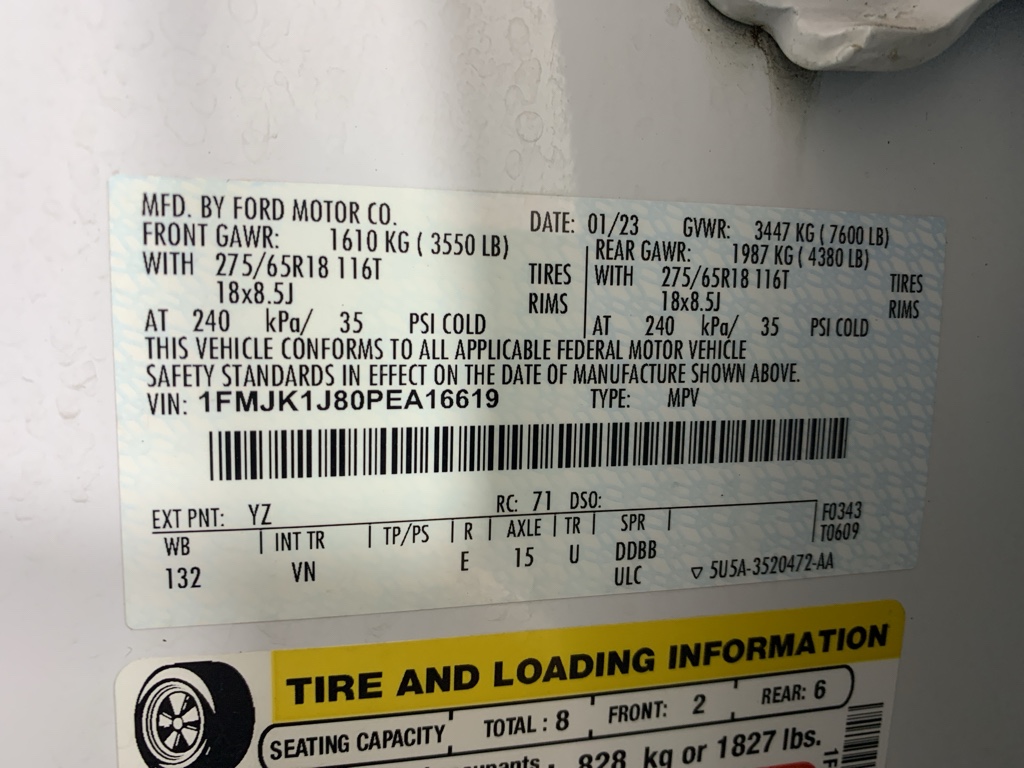 MFD. BY FORD MOTOR CO. DATE: 01/23 GVWR: 3447 KG ( 7600 LB)
FRONT GAWR: 1610 KG ( 3550 LB) REAR GAWR: 1987 KG ( 4380 LB)
WITH 275/65R18 116T TIRES WITH 275/65R18 116T TIRES
18x8.5J RIMS 18x8.5J RIMS
AT 240 kPa/ 35 PSI COLD AT 240 kPa/ 35 PSI COLD
THIS VEHICLE CONFORMS TO ALL APPLICABLE FEDERAL MOTOR VEHICLE
SAFETY STANDARDS IN EFFECT ON THE DATE OF MANUFACTURE SHOWN ABOVE.
VIN: 1FMJK1J80PEA16619 TYPE: MPV
EXT PNT: YZ RC: 71 DSO: F0343
WB INT TR TP/PS R AXLE TR SPR T0609
132 VN E 15 U DDBB
ULC ▽ 5U5A-3520472-AA
TIRE AND LOADING INFORMATION
SEATING CAPACITY TOTAL : 8 FRONT: 2 REAR: 6
828 kg or 1827 lbs.